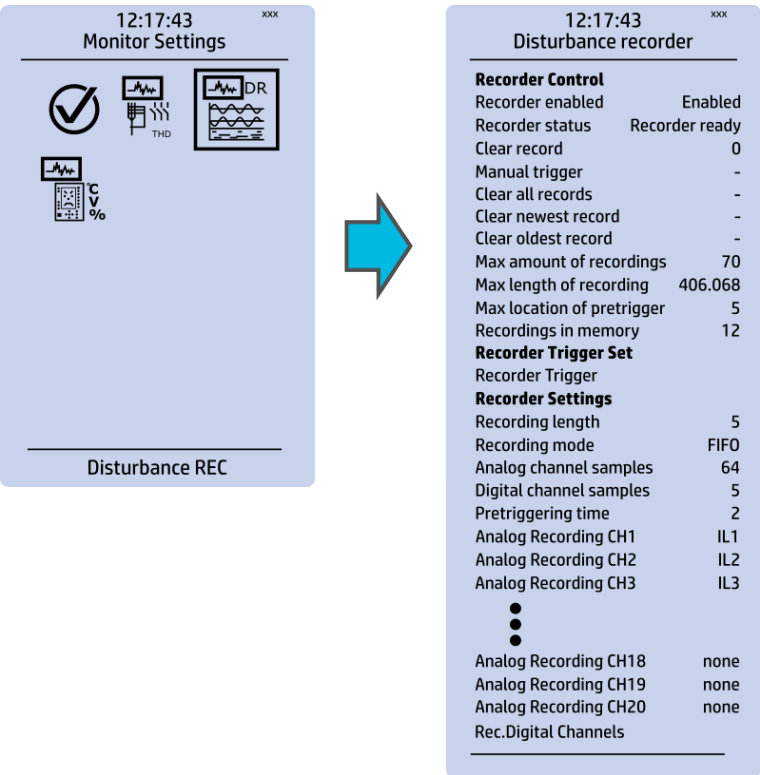 12:17:43 xxx
Monitor Settings
DR
THD
°C
V
%
Disturbance REC
12:17:43 xxx
Disturbance recorder
Recorder Control
Recorder enabled Enabled
Recorder status Recorder ready
Clear record 0
Manual trigger -
Clear all records -
Clear newest record -
Clear oldest record -
Max amount of recordings 70
Max length of recording 406.068
Max location of pretrigger 5
Recordings in memory 12
Recorder Trigger Set
Recorder Trigger
Recorder Settings
Recording length 5
Recording mode FIFO
Analog channel samples 64
Digital channel samples 5
Pretriggering time 2
Analog Recording CH1 IL1
Analog Recording CH2 IL2
Analog Recording CH3 IL3
Analog Recording CH18 none
Analog Recording CH19 none
Analog Recording CH20 none
Rec.Digital Channels